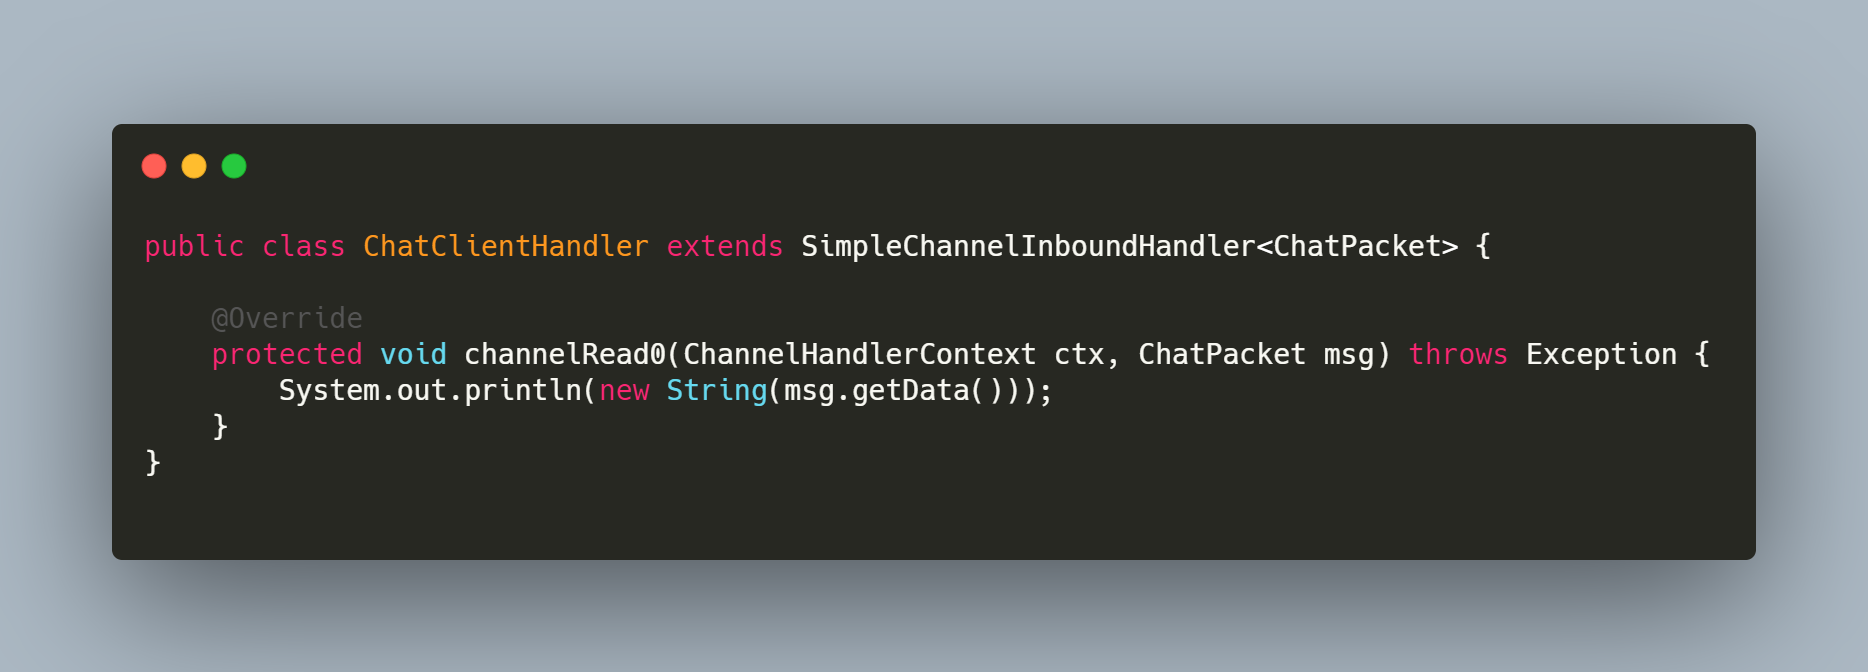 public class ChatClientHandler extends SimpleChannelInboundHandler<ChatPacket> {
    @Override
    protected void channelRead0(ChannelHandlerContext ctx, ChatPacket msg) throws Exception {
        System.out.println(new String(msg.getData()));
    }
}